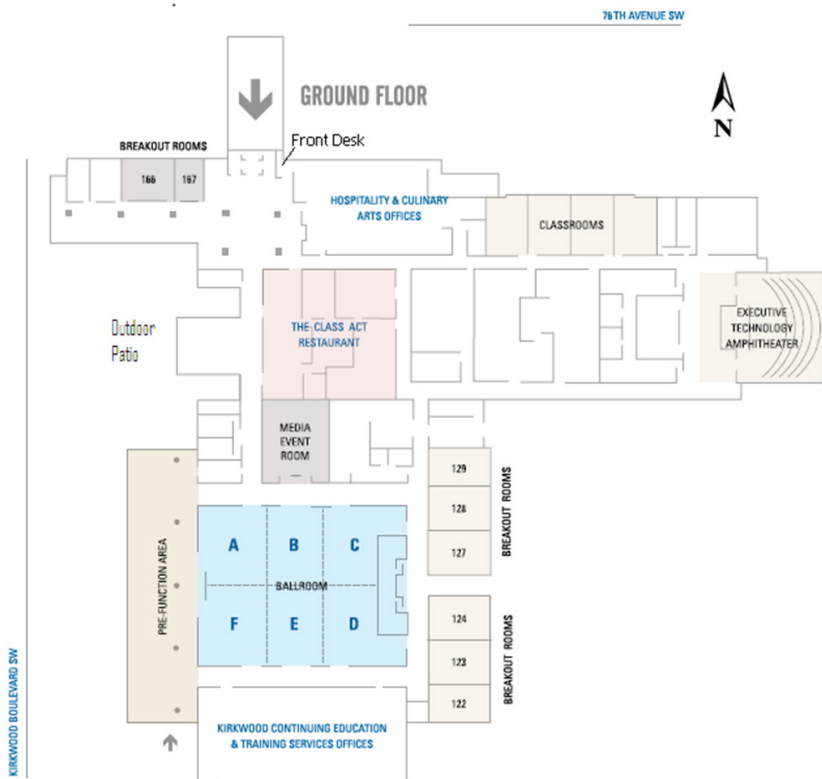 76TH AVENUE SW
GROUND FLOOR
N
Front Desk
BREAKOUT ROOMS
166
167
HOSPITALITY & CULINARY
ARTS OFFICES
CLASSROOMS
Outdoor
Patio
THE CLASS ACT
RESTAURANT
EXECUTIVE
TECHNOLOGY
AMPHITHEATER
MEDIA
EVENT
ROOM
129
128
127
BREAKOUT ROOMS
A
B
C
BALLROOM
F
E
D
PRE-FUNCTION AREA
124
123
122
BREAKOUT ROOMS
KIRKWOOD CONTINUING EDUCATION
& TRAINING SERVICES OFFICES
KIRKWOOD BOULEVARD SW